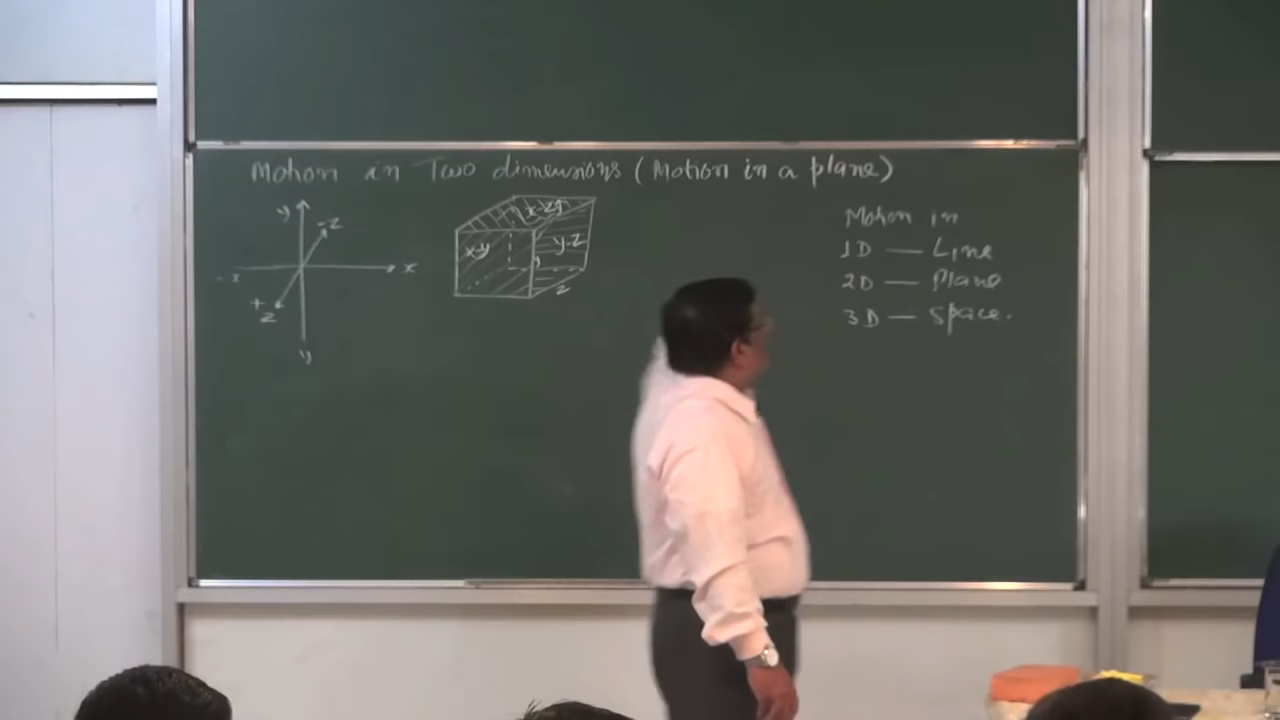 Motion in Two dimensions (Motion in a plane)
y
-z
-x
x
+z
y
x-z
x-y
y-z
y
z
Motion in
1D — Line
2D — Plane
3D — Space.